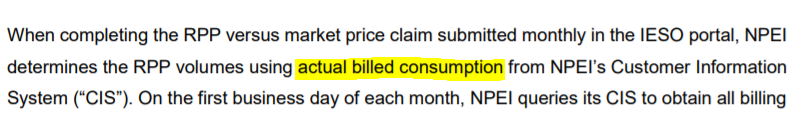 When completing the RPP versus market price claim submitted monthly in the IESO portal, NPEI
determines the RPP volumes using actual billed consumption from NPEI’s Customer Information
System (“CIS”). On the first business day of each month, NPEI queries its CIS to obtain all billing